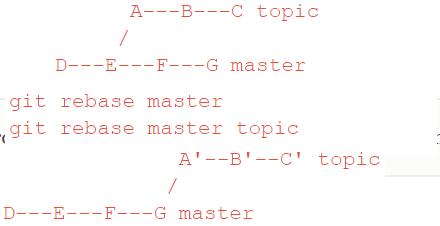 A---B---C topic
/
D---E---F---G master
git rebase master
git rebase master topic
A'--B'--C' topic
/
D---E---F---G master